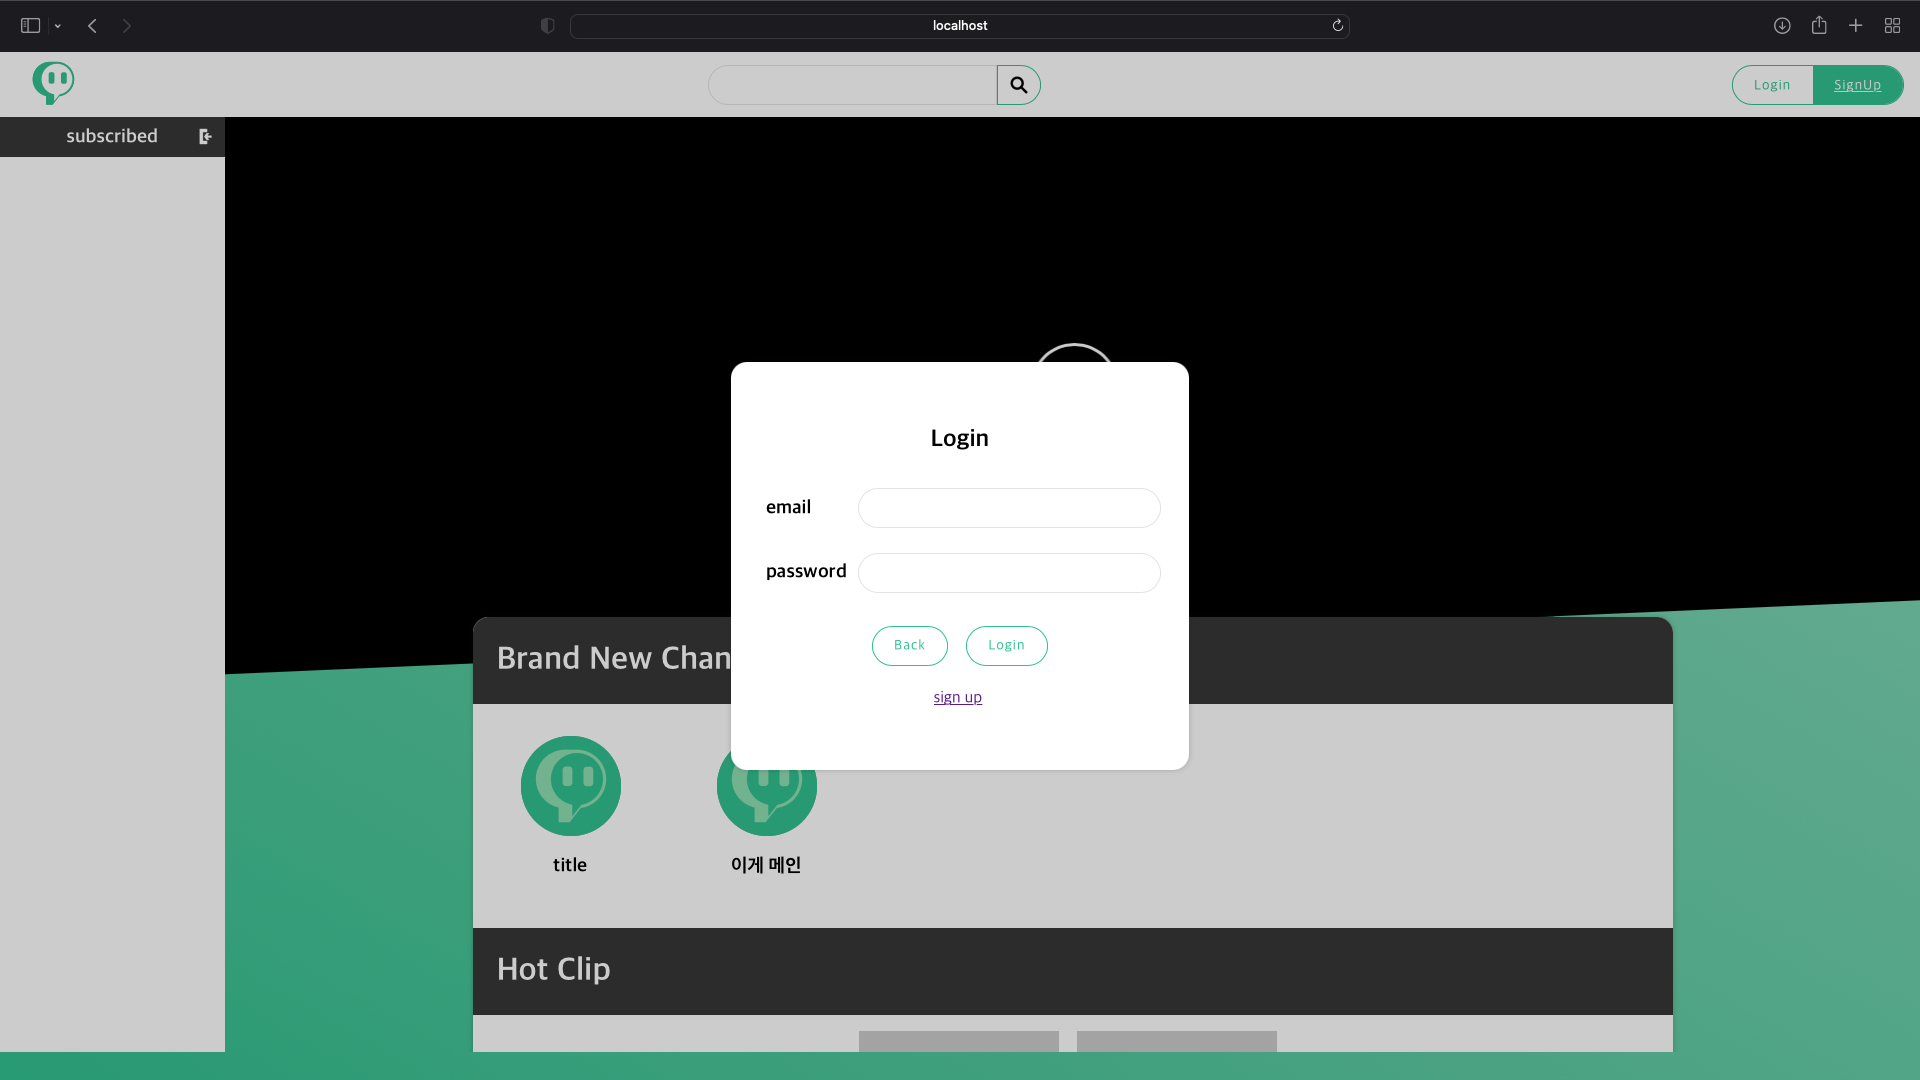 localhost
Login
SignUp
subscribed
Login
email
password
Back
Login
sign up
Brand New Chan
title
이게 메인
Hot Clip